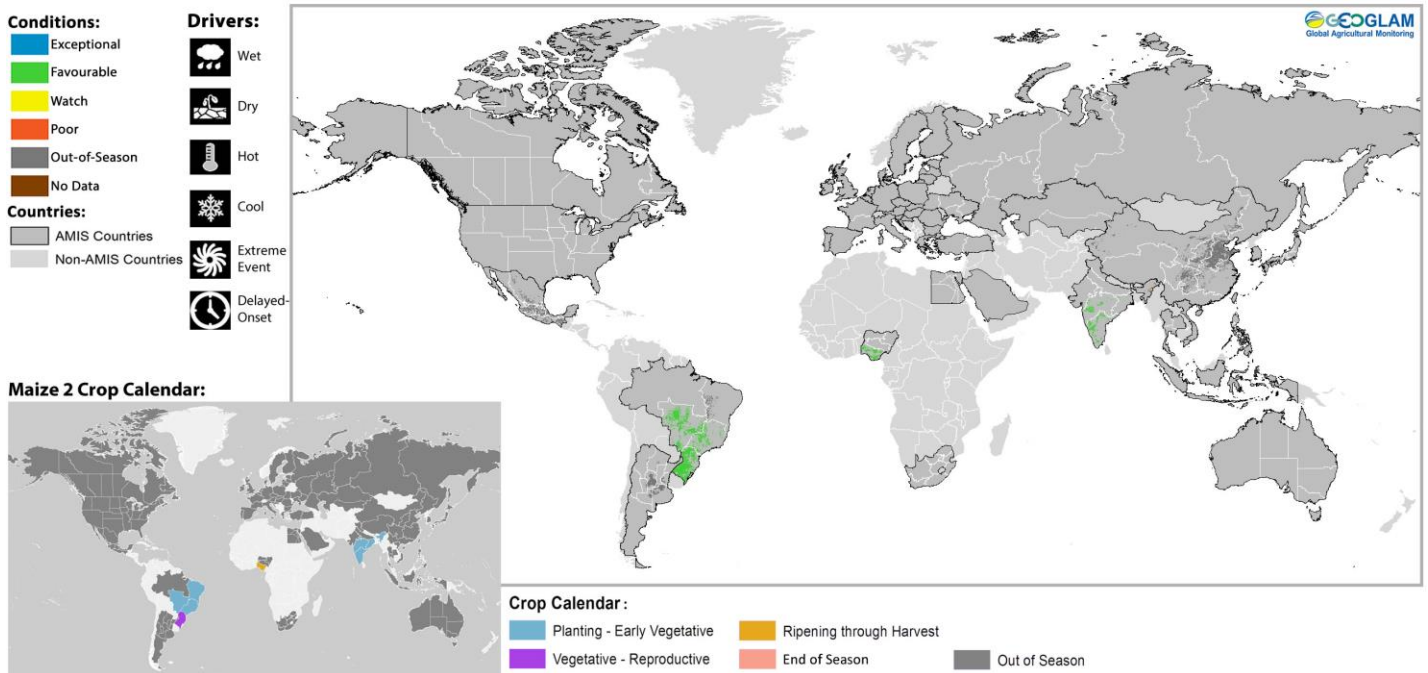 Conditions:
Exceptional
Favourable
Watch
Poor
Out-of-Season
No Data
Countries:
AMIS Countries
Non-AMIS Countries
Drivers:
Wet
Dry
Hot
Cool
Extreme
Event
Delayed-
Onset
GEOGLAM
Global Agricultural Monitoring
Maize 2 Crop Calendar:
Crop Calendar :
Planting - Early Vegetative
Ripening through Harvest
Vegetative - Reproductive
End of Season
Out of Season